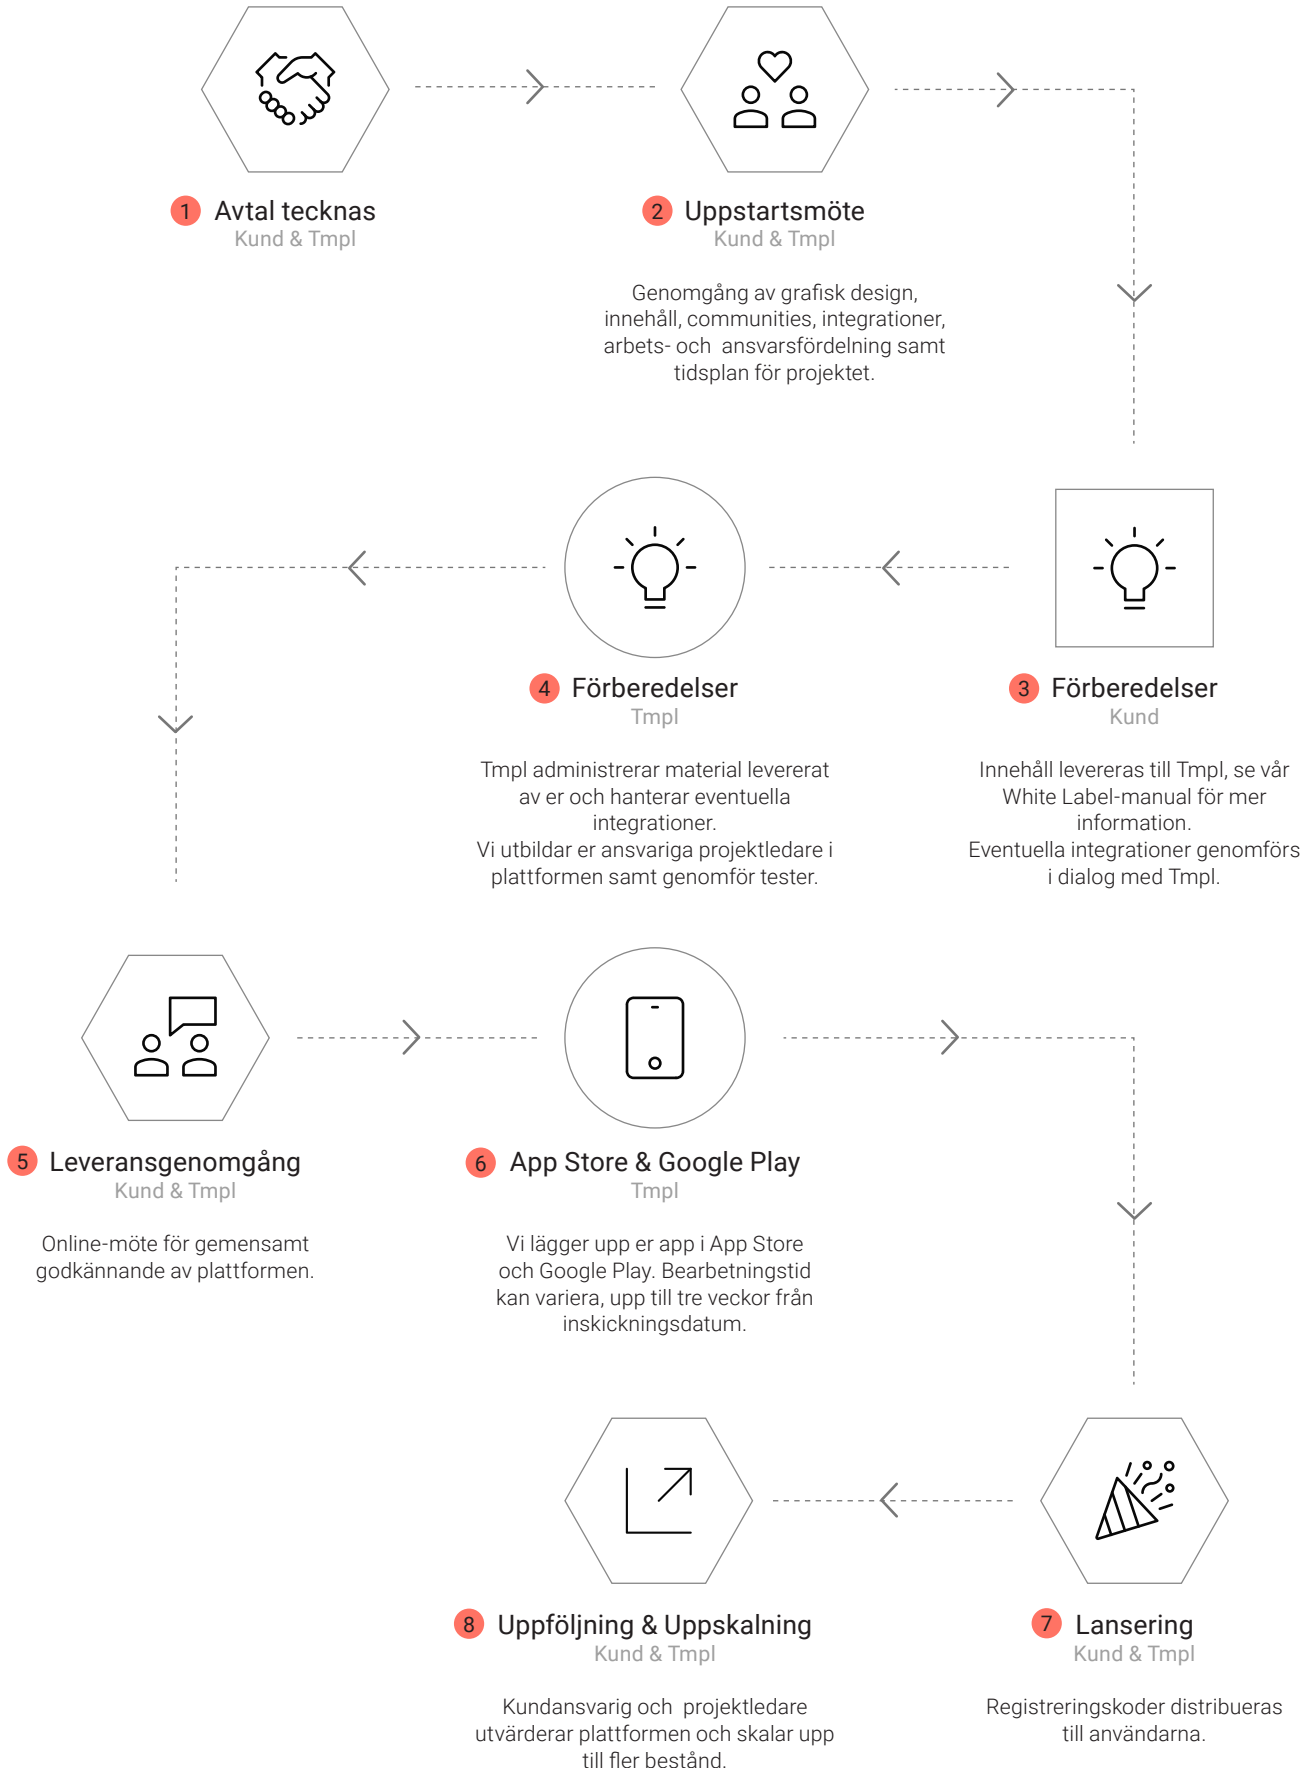 1 Avtal tecknas
Kund & Tmpl
2 Uppstartsmöte
Kund & Tmpl
Genomgång av grafisk design,
innehåll, communities, integrationer,
arbets- och ansvarsfördelning samt
tidsplan för projektet.
3 Förberedelser
Kund
Innehåll levereras till Tmpl, se vår
White Label-manual för mer
information.
Eventuella integrationer genomförs
i dialog med Tmpl.
4 Förberedelser
Tmpl
Tmpl administrerar material levererat
av er och hanterar eventuella
integrationer.
Vi utbildar er ansvariga projektledare i
plattformen samt genomför tester.
5 Leveransgenomgång
Kund & Tmpl
Online-möte för gemensamt
godkännande av plattformen.
6 App Store & Google Play
Tmpl
Vi lägger upp er app i App Store
och Google Play. Bearbetningstid
kan variera, upp till tre veckor från
inskickningsdatum.
7 Lansering
Kund & Tmpl
Registreringskoder distribueras
till användarna.
8 Uppföljning & Uppskalning
Kund & Tmpl
Kundansvarig och projektledare
utvärderar plattformen och skalar upp
till fler bestånd.